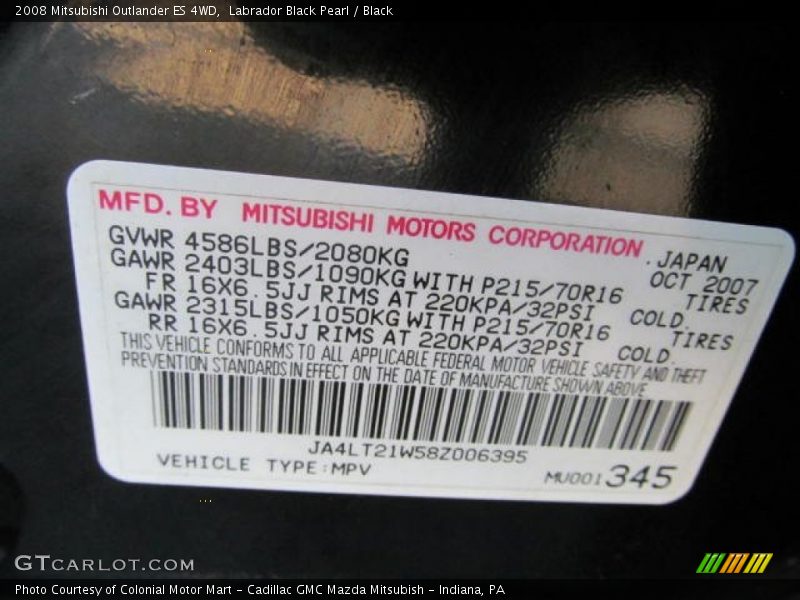 2008 Mitsubishi Outlander ES 4WD,  Labrador Black Pearl / Black
MFD. BY MITSUBISHI MOTORS CORPORATION . JAPAN
GVWR 4586LBS/2080KG OCT 2007
GAWR 2403LBS/1090KG WITH P215/70R16 TIRES
FR 16X6.5JJ RIMS AT 220KPA/32PSI COLD.
GAWR 2315LBS/1050KG WITH P215/70R16 TIRES
RR 16X6.5JJ RIMS AT 220KPA/32PSI COLD.
THIS VEHICLE CONFORMS TO ALL APPLICABLE FEDERAL MOTOR VEHICLE SAFETY AND THEFT
PREVENTION STANDARDS IN EFFECT ON THE DATE OF MANUFACTURE SHOWN ABOVE
JA4LT21W58Z006395
VEHICLE TYPE:MPV MU001345
GTCARLOT.COM
Photo Courtesy of Colonial Motor Mart - Cadillac GMC Mazda Mitsubish - Indiana, PA